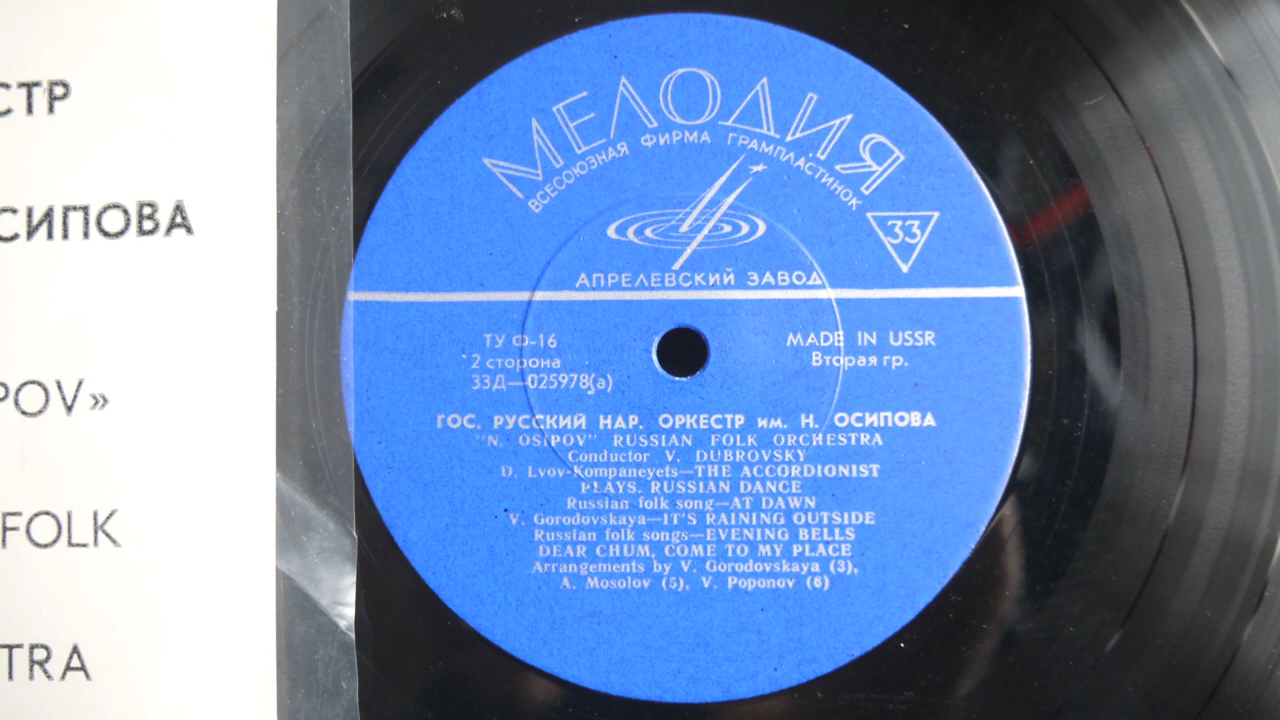 СТР
СИПОВА
POV»
FOLK
TRA
МЕЛОДИЯ
ВСЕСОЮЗНАЯ ФИРМА ГРАМПЛАСТИНОК
33
АПРЕЛЕВСКИЙ ЗАВОД
ТУ Ф-16
2 сторона
33Д—025978(а)
MADE IN USSR
Вторая гр.
ГОС. РУССКИЙ НАР. ОРКЕСТР им. Н. ОСИПОВА
"N. OSIPOV" RUSSIAN FOLK ORCHESTRA
Conductor V. DUBROVSKY
D. Lvov-Kompaneyets—THE ACCORDIONIST
PLAYS. RUSSIAN DANCE
Russian folk song—AT DAWN
V. Gorodovskaya—IT'S RAINING OUTSIDE
Russian folk songs—EVENING BELLS
DEAR CHUM, COME TO MY PLACE
Arrangements by V. Gorodovskaya (3),
A. Mosolov (5), V. Poponov (6)